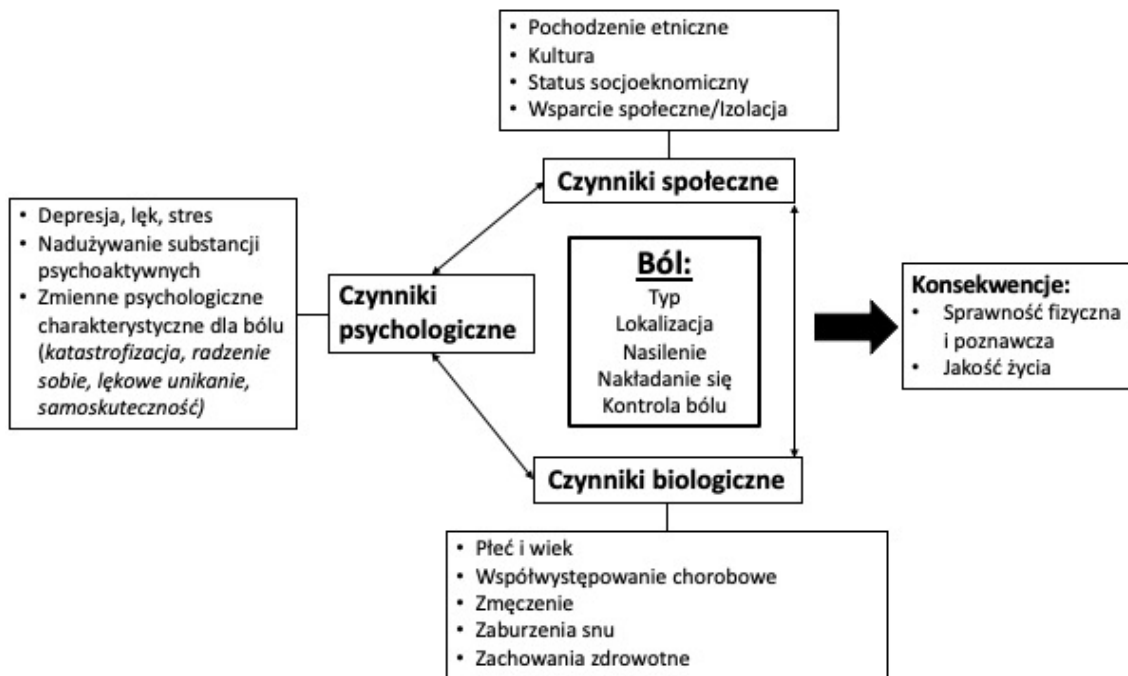 • Pochodzenie etniczne
• Kultura
• Status socjoeknomiczny
• Wsparcie społeczne/Izolacja
Czynniki społeczne
• Depresja, lęk, stres
• Nadużywanie substancji
psychoaktywnych
• Zmienne psychologiczne
charakterystyczne dla bólu
(katastrofizacja, radzenie
sobie, lękowe unikanie,
samoskuteczność)
Czynniki
psychologiczne
Ból:
Typ
Lokalizacja
Nasilenie
Nakładanie się
Kontrola bólu
Konsekwencje:
• Sprawność fizyczna
i poznawcza
• Jakość życia
Czynniki biologiczne
• Płeć i wiek
• Współwystępowanie chorobowe
• Zmęczenie
• Zaburzenia snu
• Zachowania zdrowotne